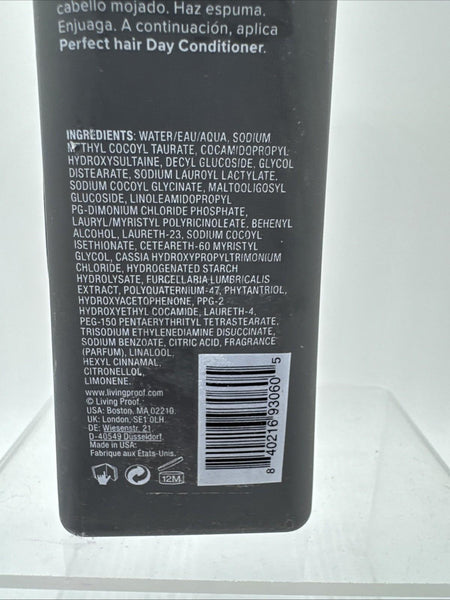 cabello mojado. Haz espuma.
Enjuaga. A continuación, aplica
Perfect hair Day Conditioner.
INGREDIENTS: WATER/EAU/AQUA, SODIUM
METHYL COCOYL TAURATE, COCAMIDOPROPYL
HYDROXYSULTAINE, DECYL GLUCOSIDE, GLYCOL
DISTEARATE, SODIUM LAUROYL LACTYLATE,
SODIUM COCOYL GLYCINATE, MALTOOLIGOSYL
GLUCOSIDE, LINOLEAMIDOPROPYL
PG-DIMONIUM CHLORIDE PHOSPHATE,
LAURYL/MYRISTYL POLYRICINOLEATE, BEHENYL
ALCOHOL, LAURETH-23, SODIUM COCOYL
ISETHIONATE, CETEARETH-60 MYRISTYL
GLYCOL, CASSIA HYDROXYPROPYLTRIMONIUM
CHLORIDE, HYDROGENATED STARCH
HYDROLYSATE, FURCELLARIA LUMBRICALIS
EXTRACT, POLYQUATERNIUM-47, PHYTANTRIOL,
HYDROXYACETOPHENONE, PPG-2
HYDROXYETHYL COCAMIDE, LAURETH-4,
PEG-150 PENTAERYTHRITYL TETRASTEARATE,
TRISODIUM ETHYLENEDIAMINE DISUCCINATE,
SODIUM BENZOATE, CITRIC ACID, FRAGRANCE
(PARFUM), LINALOOL,
HEXYL CINNAMAL,
CITRONELLOL,
LIMONENE.
www.livingproof.com
© Living Proof.
USA: Boston, MA 02210.
UK: London, SE1 0LH.
DE: Wiesenstr. 21,
D-40549 Düsseldorf.
Made in USA.
Fabrique aux États-Unis.
12M
8 40216 93060 5